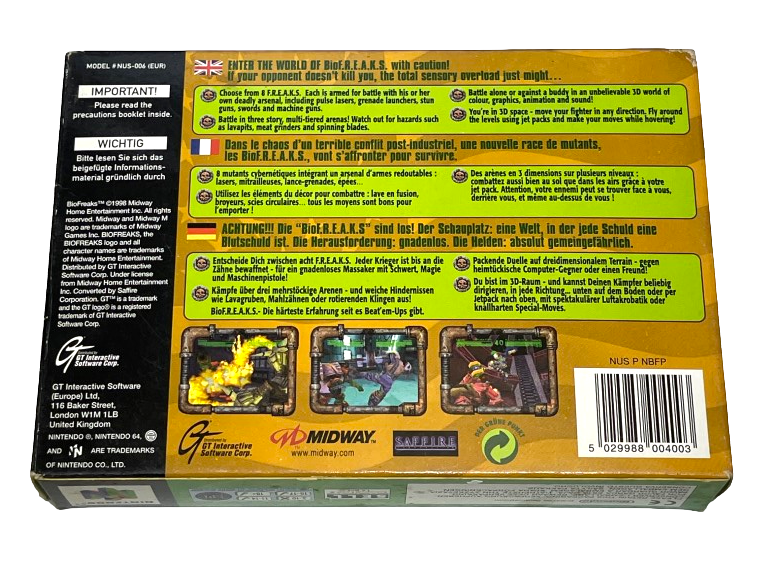 MODEL # NUS-006 (EUR)
IMPORTANT!
Please read the
precautions booklet inside.
WICHTIG
Bitte lesen Sie sich das
beigefügte Informations-
material gründlich durch
BioFreaks™ ©1998 Midway
Home Entertainment Inc. All rights
reserved. Midway and Midway M
logo are trademarks of Midway
Games Inc. BIOFREAKS, the
BIOFREAKS logo and all
character names are trademarks
of Midway Home Entertainment.
Distributed by GT Interactive
Software Corp. Under license
from Midway Home Entertainment
Inc. Converted by Saffire
Corporation. GT™ is a trademark
and the GT logo® is a registered
trademark of GT Interactive
Software Corp.
Distributed by
GT Interactive
Software Corp.
GT Interactive Software
(Europe) Ltd,
116 Baker Street,
London W1M 1LB
United Kingdom
NINTENDO ®, NINTENDO 64,
AND N ARE TRADEMARKS
OF NINTENDO CO., LTD.
ENTER THE WORLD OF BioF.R.E.A.K.S. with caution!
If your opponent doesn't kill you, the total sensory overload just might...
Choose from 8 F.R.E.A.K.S. Each is armed for battle with his or her
own deadly arsenal, including pulse lasers, grenade launchers, stun
guns, swords and machine guns.
Battle in three story, multi-tiered arenas! Watch out for hazards such
as lavapits, meat grinders and spinning blades.
Battle alone or against a buddy in an unbelievable 3D world of
colour, graphics, animation and sound!
You're in 3D space - move your fighter in any direction. Fly around
the levels using jet packs and make your moves while hovering!
Dans le chaos d'un terrible conflit post-industriel, une nouvelle race de mutants,
les BioF.R.E.A.K.S., vont s'affronter pour survivre.
8 mutants cybernétiques intégrant un arsenal d'armes redoutables :
lasers, mitrailleuses, lance-grenades, épées...
Utilisez les éléments du décor pour combattre : lave en fusion,
broyeurs, scies circulaires... tous les moyens sont bons pour
l'emporter !
Des arènes en 3 dimensions sur plusieurs niveaux :
combattez aussi bien au sol que dans les airs grâce à votre
jet pack. Attention, votre ennemi peut se trouver face à vous,
derrière vous, et même au-dessus de vous !
ACHTUNG!!! Die "BioF.R.E.A.K.S" sind los! Der Schauplatz: eine Welt, in der jede Schuld eine
Blutschuld ist. Die Herausforderung: gnadenlos. Die Helden: absolut gemeingefährlich.
Entscheide Dich zwischen acht F.R.E.A.K.S. Jeder Krieger ist bis an die
Zähne bewaffnet - für ein gnadenloses Massaker mit Schwert, Magie
und Maschinenpistole!
Kämpfe über drei mehrstöckige Arenen - und weiche Hindernissen
wie Lavagruben, Mahlzähnen oder rotierenden Klingen aus!
BioF.R.E.A.K.S.- Die härteste Erfahrung seit es Beat'em-Ups gibt.
Packende Duelle auf dreidimensionalem Terrain - gegen
heimtückische Computer-Gegner oder einen Freund!
Du bist im 3D-Raum - und kannst Deinen Kämpfer beliebig
dirigieren, in jede Richtung... unten auf dem Boden oder per
Jetpack nach oben, mit spektakulärer Luftakrobatik oder
knallharten Special-Moves.
40
NUS P NBFP
Distributed by
GT Interactive
Software Corp.
MIDWAY
www.midway.com
SAFFIRE
DER GRÜNE PUNKT
5 029988 004003
NINTENDO